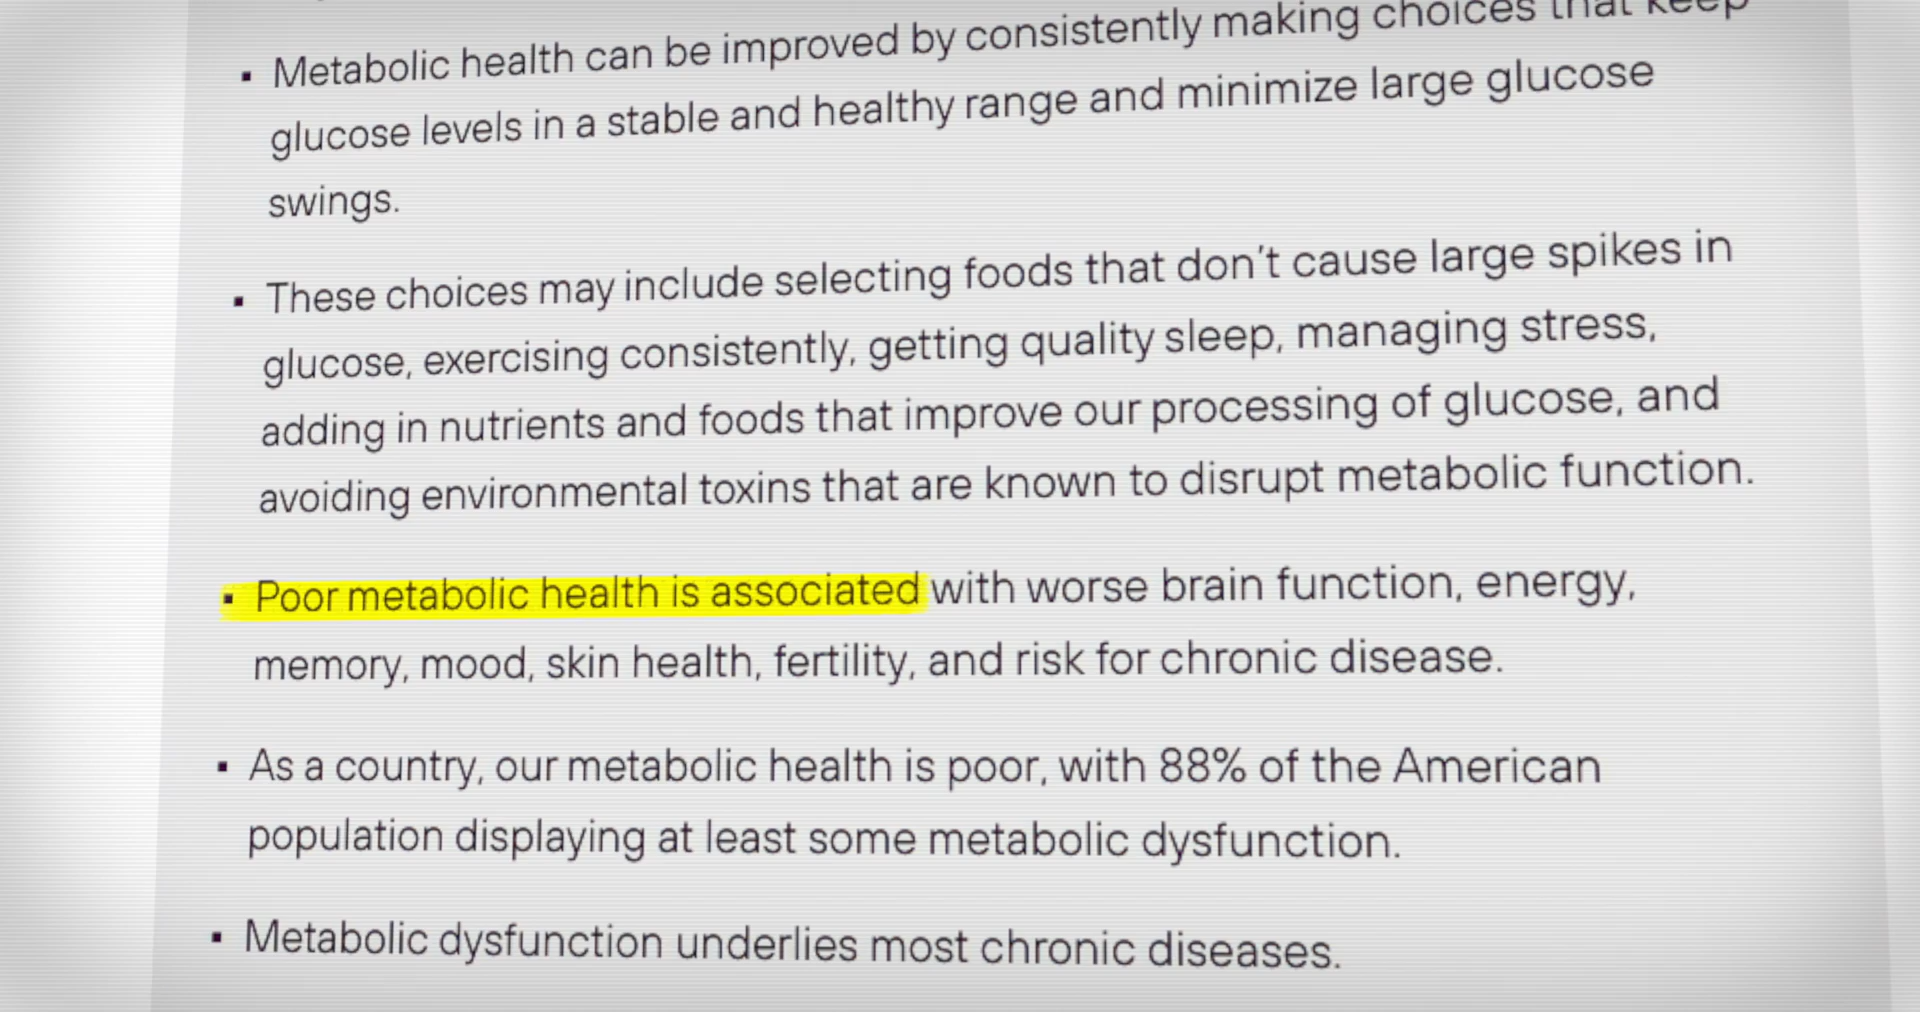 ▪ Metabolic health can be improved by consistently making choices that keep
glucose levels in a stable and healthy range and minimize large glucose
swings.
▪ These choices may include selecting foods that don't cause large spikes in
glucose, exercising consistently, getting quality sleep, managing stress,
adding in nutrients and foods that improve our processing of glucose, and
avoiding environmental toxins that are known to disrupt metabolic function.
▪ Poor metabolic health is associated with worse brain function, energy,
memory, mood, skin health, fertility, and risk for chronic disease.
▪ As a country, our metabolic health is poor, with 88% of the American
population displaying at least some metabolic dysfunction.
▪ Metabolic dysfunction underlies most chronic diseases.